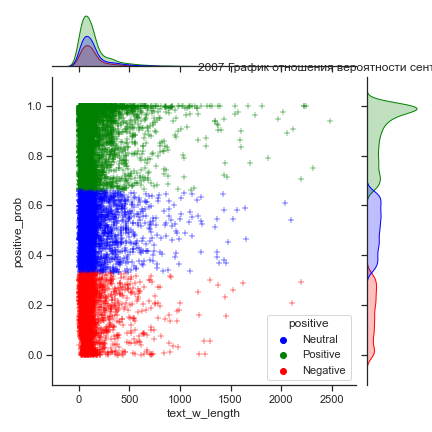 2007 График отношения вероятности сент
1.0
0.8
0.6
0.4
0.2
0.0
positive_prob
0
500
1000
1500
2000
2500
text_w_length
positive
Neutral
Positive
Negative